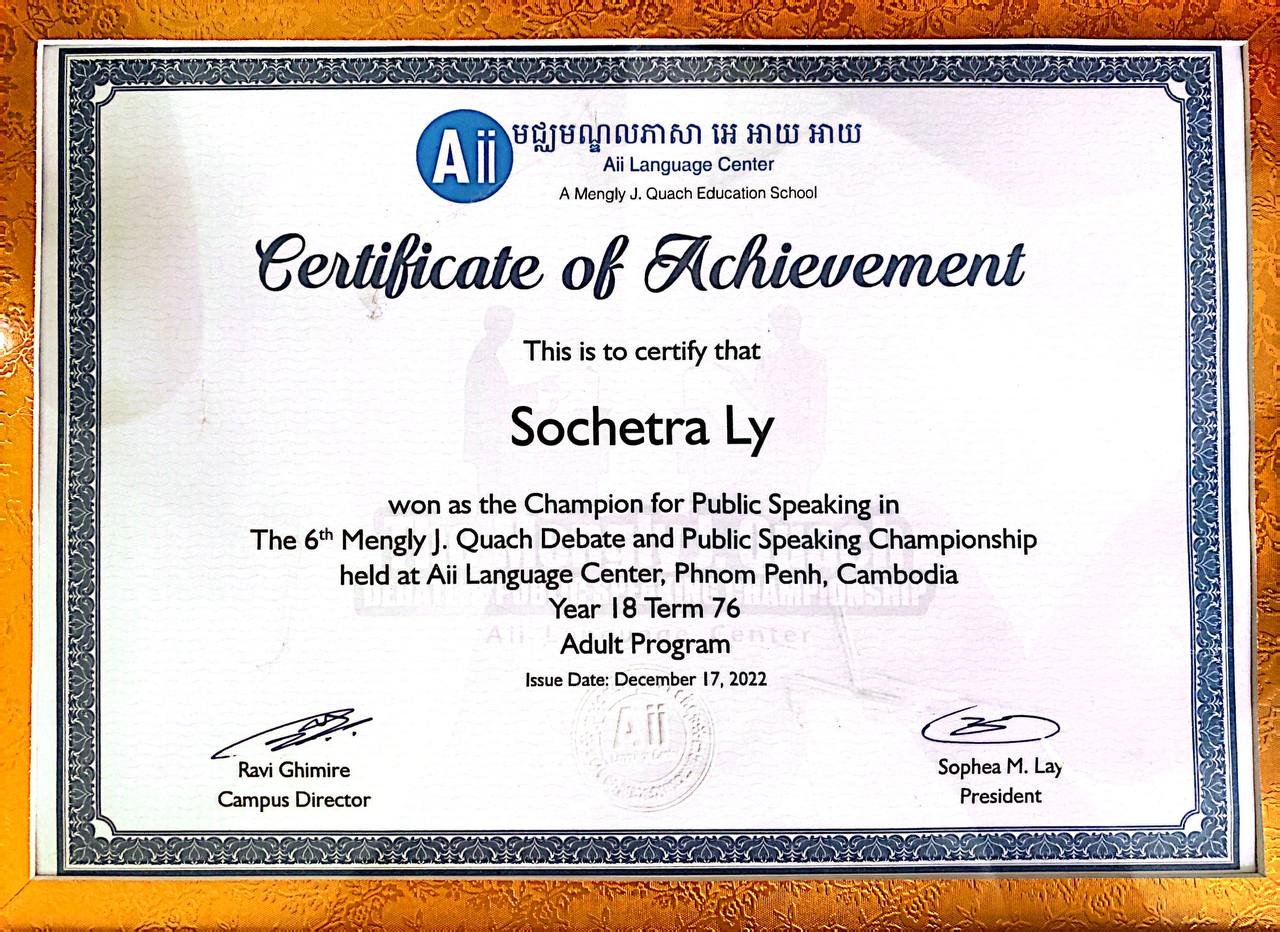 Aii
មជ្ឈមណ្ឌលភាសា អេ អាយ អាយ
Aii Language Center
A Mengly J. Quach Education School
Certificate of Achievement
This is to certify that
Sochetra Ly
won as the Champion for Public Speaking in
The 6th Mengly J. Quach Debate and Public Speaking Championship
held at Aii Language Center, Phnom Penh, Cambodia
Year 18 Term 76
Adult Program
Issue Date: December 17, 2022
Aii
Ravi Ghimire
Campus Director
Sophea M. Lay
President